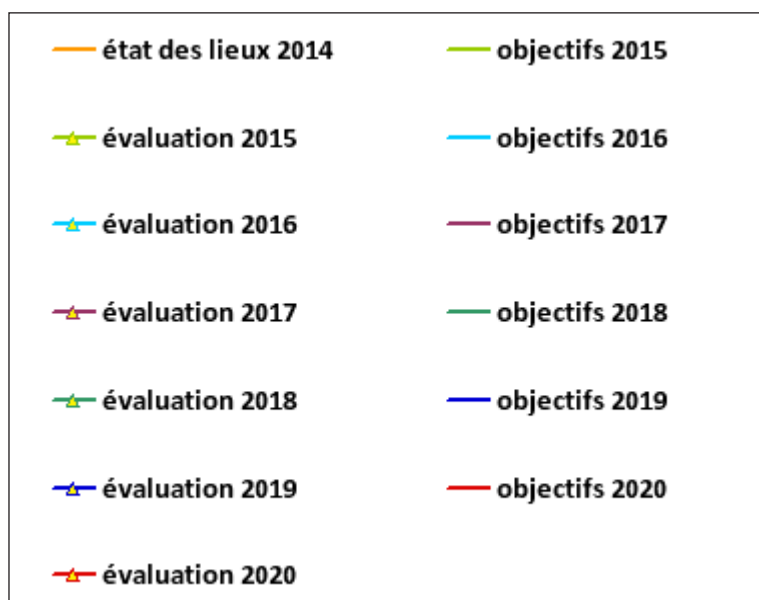 état des lieux 2014 objectifs 2015
évaluation 2015 objectifs 2016
évaluation 2016 objectifs 2017
évaluation 2017 objectifs 2018
évaluation 2018 objectifs 2019
évaluation 2019 objectifs 2020
évaluation 2020